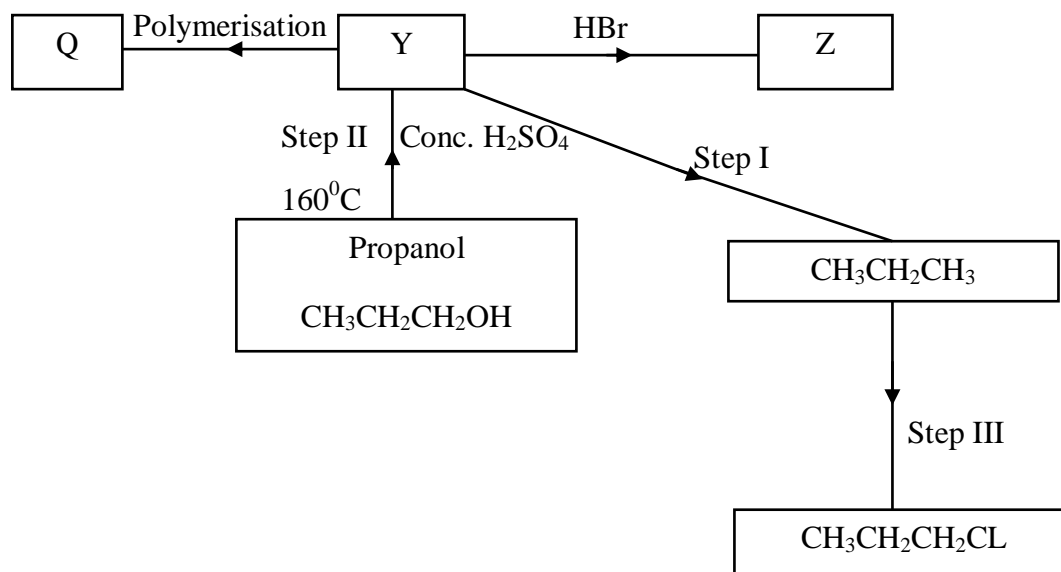 Polymerisation
HBr
Q
Y
Z
Step II
Conc. H₂SO₄
Step I
160⁰C
Propanol
CH₃CH₂CH₂OH
CH₃CH₂CH₃
Step III
CH₃CH₂CH₂CL